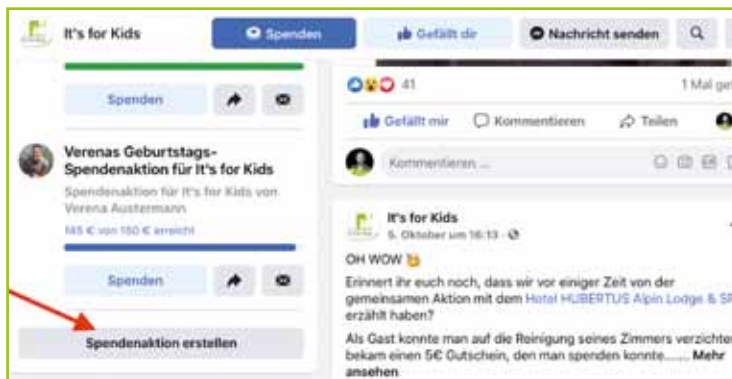 It's for Kids
Spenden
Gefällt dir
Nachricht senden
Spenden
Verenas Geburtstags-
Spendenaktion für It's for Kids
Spendenaktion für It's for Kids von
Verena Austermann
145 € von 150 € erreicht
Spenden
Spendenaktion erstellen
41
1 Mal
Gefällt mir
Kommentieren
Teilen
Kommentieren ...
It's for Kids
5. Oktober um 16:13 ·
OH WOW
Erinnert ihr euch noch, dass wir vor einiger Zeit von der
gemeinsamen Aktion mit dem Hotel HUBERTUS Alpin Lodge &
erzählt haben?
Als Gast konnte man auf die Reinigung seines Zimmers
bekam einen 5€ Gutschein, den man spenden konnte....... Mehr
ansehen